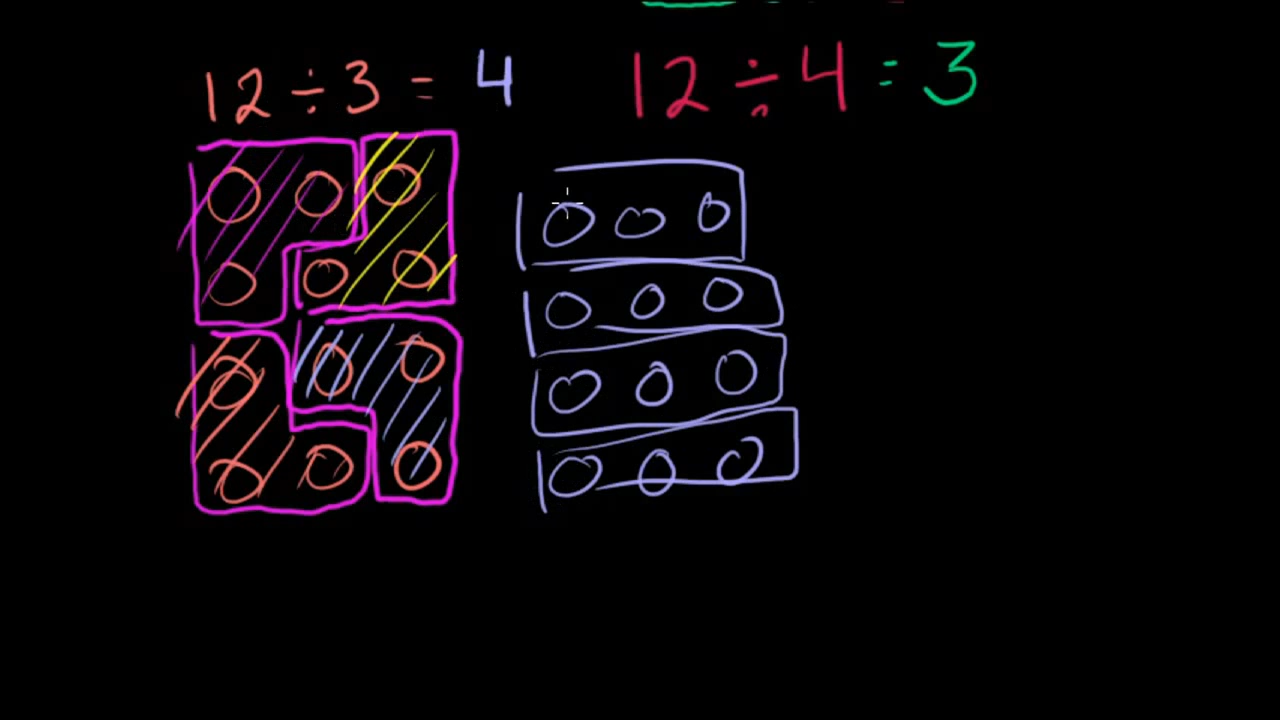 12 ÷ 3 = 4
12 ÷ 4 = 3